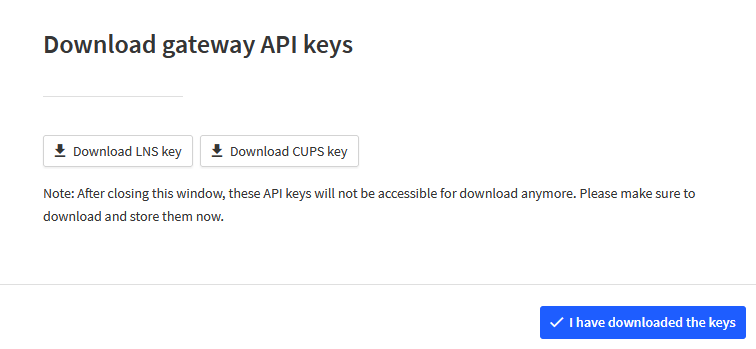 Download gateway API keys
Download LNS key
Download CUPS key
Note: After closing this window, these API keys will not be accessible for download anymore. Please make sure to
download and store them now.
I have downloaded the keys